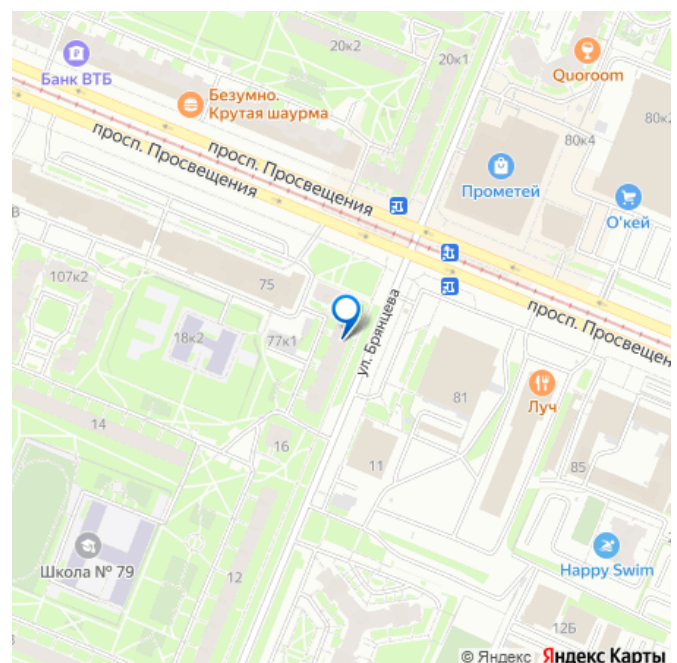 20к2
20к1
Quoroom
Банк ВТБ
Безумно.
Крутая шаурма
80к4
80к2
просп. Просвещения
просп. Просвещения
Прометей
О'кей
В
107к2
75
18к2
77к1
ул. Брянцева
просп. Просвещени
81
Луч
14
16
11
85
Школа № 79
12
Happy Swim
12Б
© Яндекс Яндекс Карты